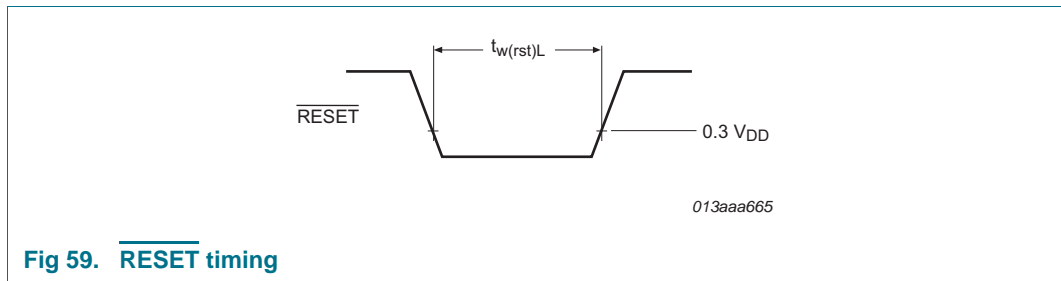 tw(rst)L
RESET
0.3 VDD
013aaa665
Fig 59. RESET timing